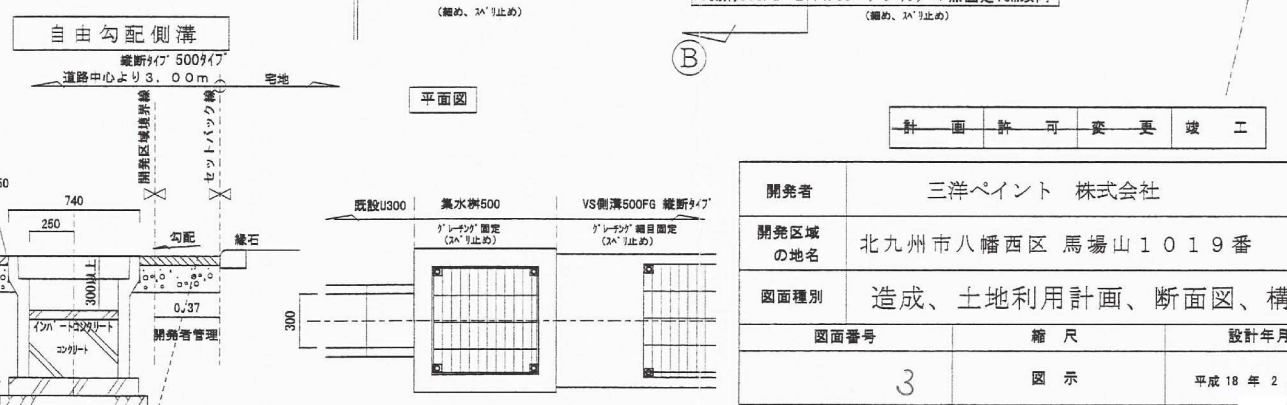 (細め、スベリ止め)
(細め、スベリ止め)
B
自由勾配側溝
縦断タイプ 500タイプ
道路中心より3.00m 宅地
開発区域境界線
セットバック線
平面図
計画 許可 変更 竣工
740
250
勾配
縁石
300以上
0.37
インバートコンクリート
コンクリート
開発者管理
既設U300 集水桝500 VS側溝500FG 縦断タイプ
グレーチング固定
(スベリ止め)
グレーチング細目固定
(スベリ止め)
300
開発者 三洋ペイント 株式会社
開発区域の地名 北九州市八幡西区 馬場山1019番
図面種別 造成、土地利用計画、断面図、構
図面番号 縮尺 設計年月
3 図示 平成 18 年 2